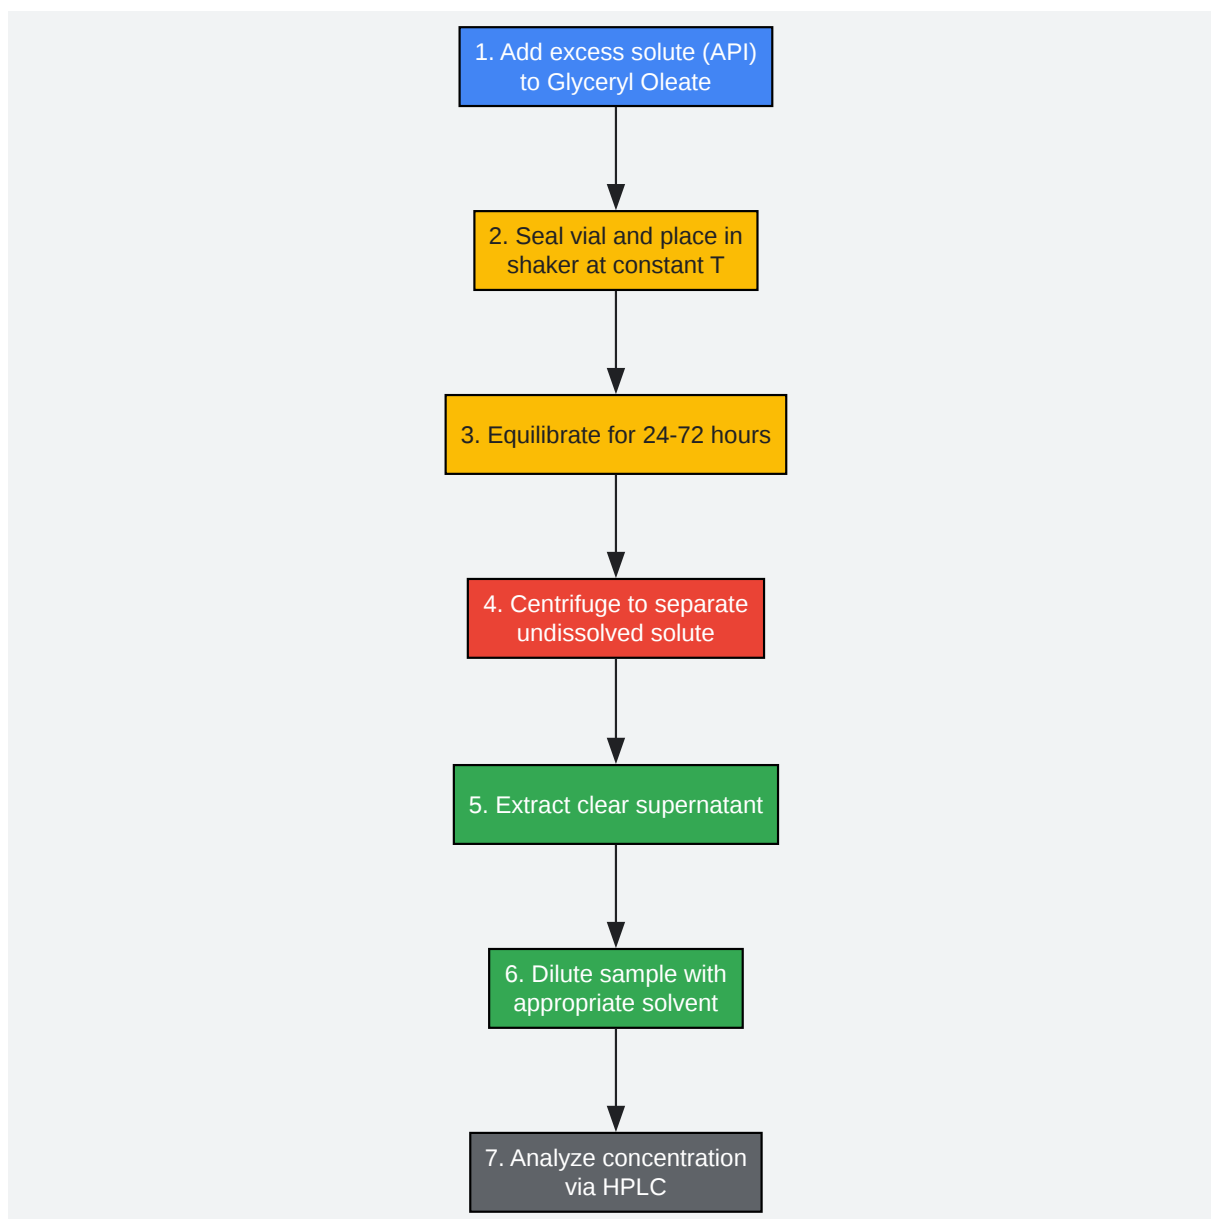 1. Add excess solute (API)
to Glyceryl Oleate
2. Seal vial and place in
shaker at constant T
3. Equilibrate for 24-72 hours
4. Centrifuge to separate
undissolved solute
5. Extract clear supernatant
6. Dilute sample with
appropriate solvent
7. Analyze concentration
via HPLC